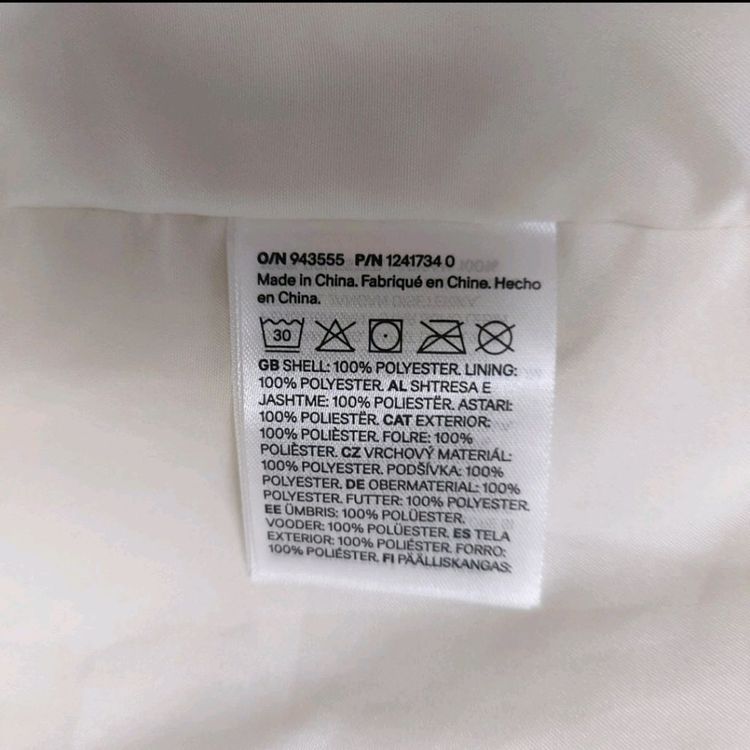 O/N 943555 P/N 1241734 0
Made in China. Fabriqué en Chine. Hecho
en China.
30
GB SHELL: 100% POLYESTER. LINING:
100% POLYESTER. AL SHTRESA E
JASHTME: 100% POLIESTËR. ASTARI:
100% POLIESTËR. CAT EXTERIOR:
100% POLIÈSTER. FOLRE: 100%
POLIÈSTER. CZ VRCHOVÝ MATERIÁL:
100% POLYESTER. PODŠÍVKA: 100%
POLYESTER. DE OBERMATERIAL: 100%
POLYESTER. FUTTER: 100% POLYESTER.
EE ÜMBRIS: 100% POLÜESTER.
VOODER: 100% POLÜESTER. ES TELA
EXTERIOR: 100% POLIÉSTER. FORRO:
100% POLIÉSTER. FI PÄÄLLISKANGAS: